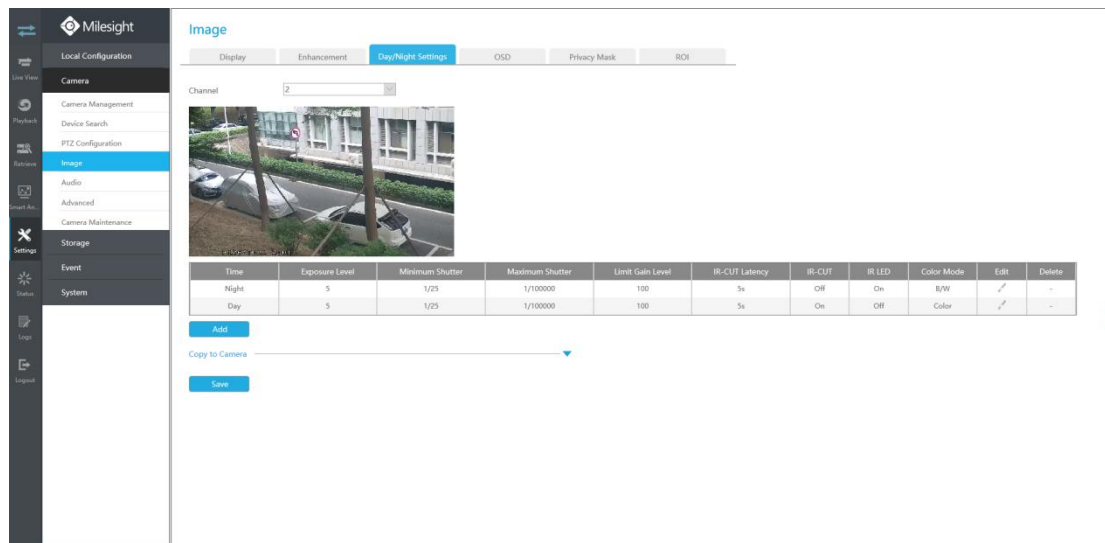 Milesight
Local Configuration
Camera
Camera Management
Device Search
PTZ Configuration
Image
Audio
Advanced
Camera Maintenance
Storage
Event
System
Live View
Playback
Retrieve
Smart An...
Settings
Status
Logs
Logout
Image
Display Enhancement Day/Night Settings OSD Privacy Mask ROI
Channel 2
Time Exposure Level Minimum Shutter Maximum Shutter Limit Gain Level IR-CUT Latency IR-CUT IR LED Color Mode Edit Delete
Night 5 1/25 1/100000 100 5s Off On B/W -
Day 5 1/25 1/100000 100 5s On Off Color -
Add
Copy to Camera
Save